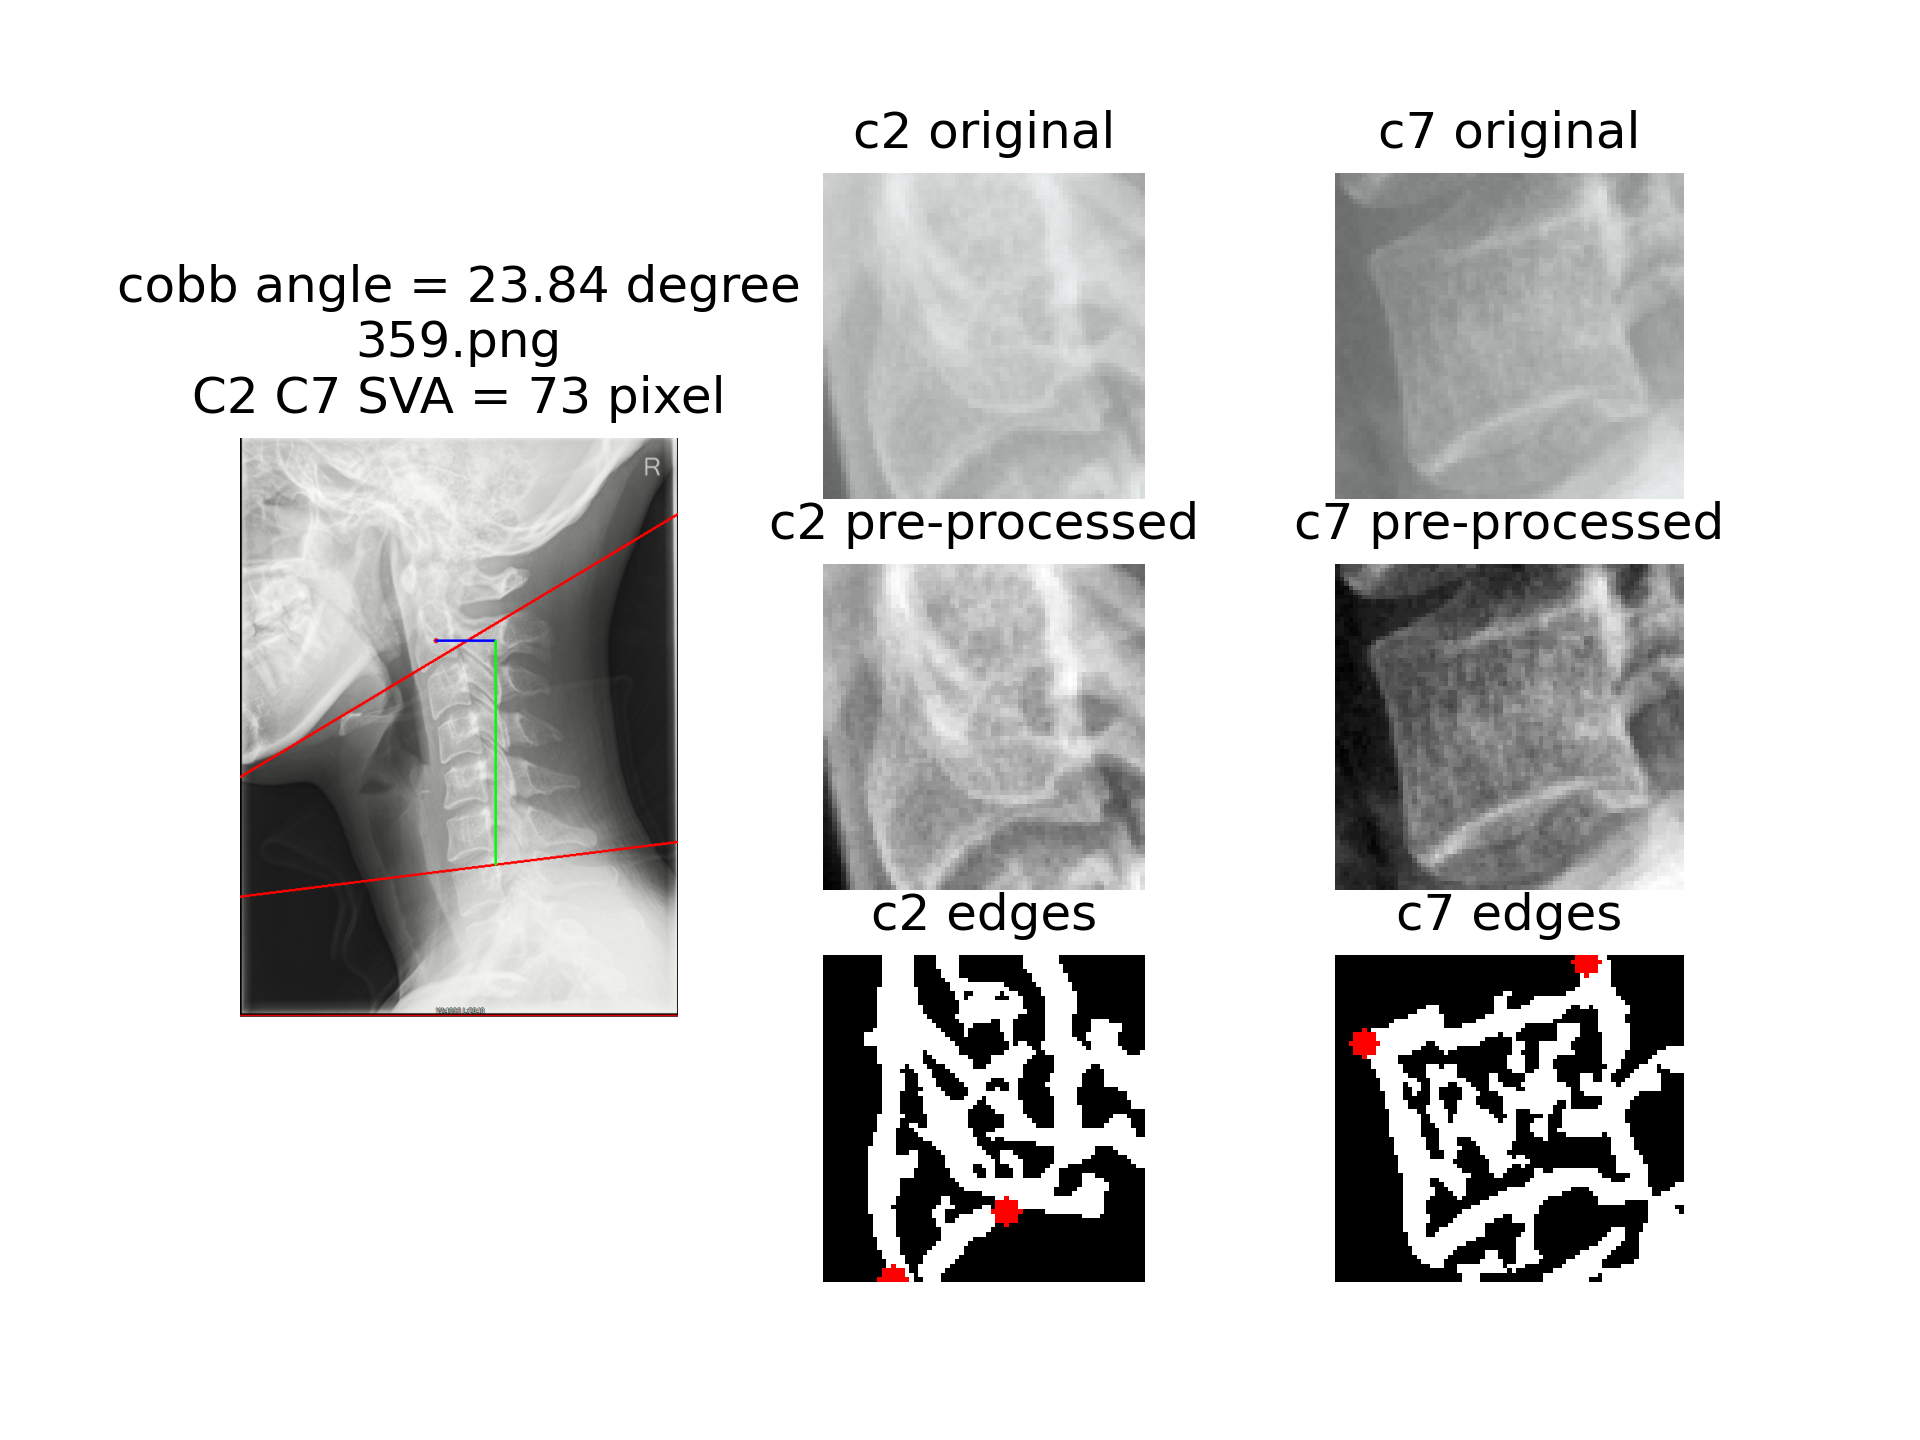 cobb angle = 23.84 degree
359.png
C2 C7 SVA = 73 pixel
R
c2 original
c7 original
c2 pre-processed
c7 pre-processed
c2 edges
c7 edges